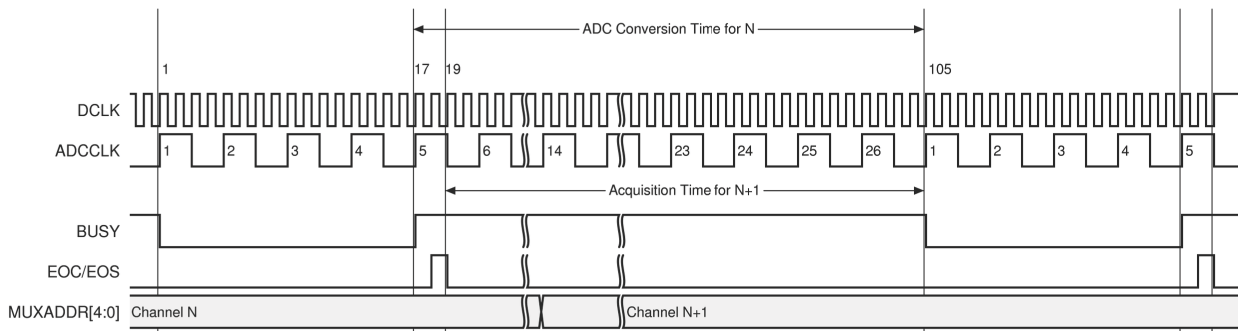 ADC Conversion Time for N
1 17 19 105
DCLK
ADCCLK 1 2 3 4 5 6 14 23 24 25 26 1 2 3 4 5
Acquisition Time for N+1
BUSY
EOC/EOS
MUXADDR[4:0] Channel N Channel N+1